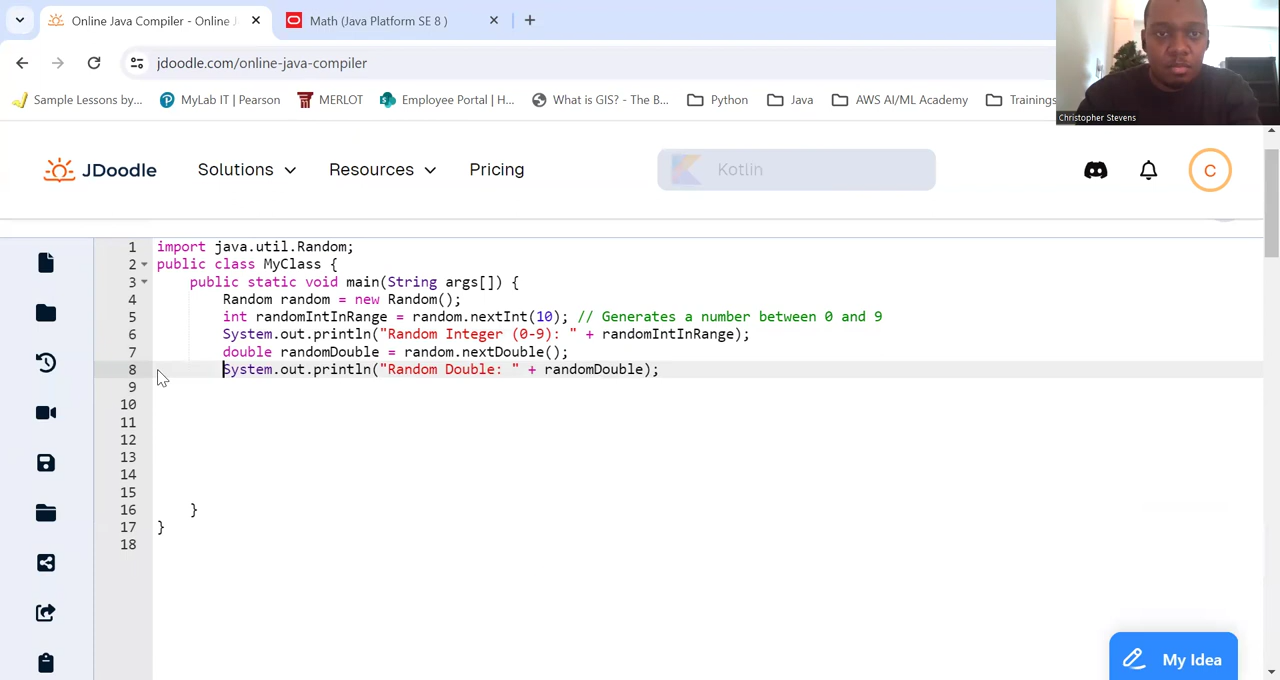 Online Java Compiler - Online J
Math (Java Platform SE 8 )
jdoodle.com/online-java-compiler
Sample Lessons by...
MyLab IT | Pearson
MERLOT
Employee Portal | H...
What is GIS? - The B...
Python
Java
AWS AI/ML Academy
Trainings
Christopher Stevens
JDoodle
Solutions
Resources
Pricing
Kotlin
C
1 import java.util.Random;
2 public class MyClass {
3 public static void main(String args[]) {
4 Random random = new Random();
5 int randomIntInRange = random.nextInt(10); // Generates a number between 0 and 9
6 System.out.println("Random Integer (0-9): " + randomIntInRange);
7 double randomDouble = random.nextDouble();
8 System.out.println("Random Double: " + randomDouble);
9
10
11
12
13
14
15
16 }
17 }
18
My Idea